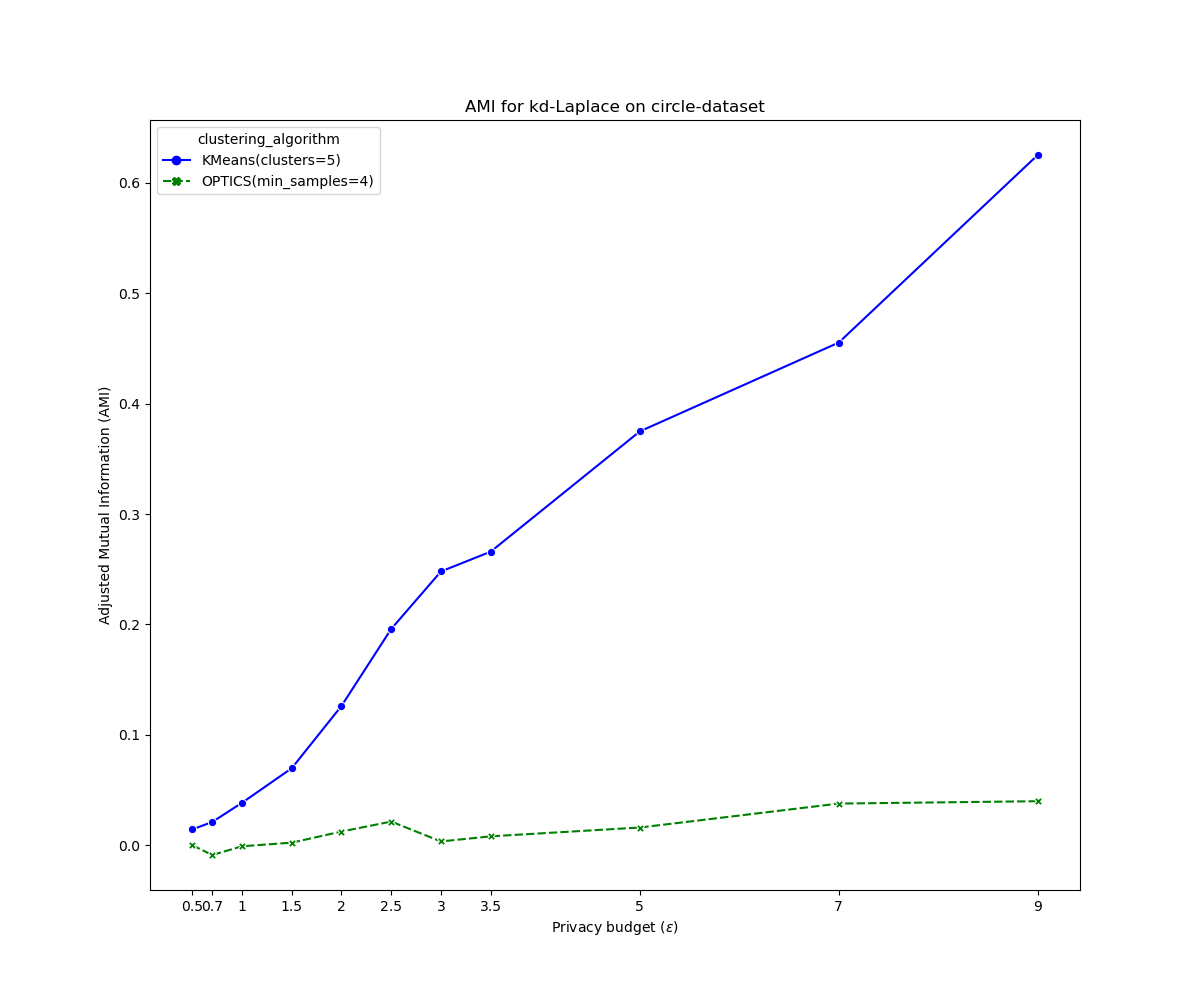 AMI for kd-Laplace on circle-dataset
clustering_algorithm
KMeans(clusters=5)
OPTICS(min_samples=4)
Adjusted Mutual Information (AMI)
0.6
0.5
0.4
0.3
0.2
0.1
0.0
0.5 0.7 1 1.5 2 2.5 3 3.5 5 7 9
Privacy budget (ε)